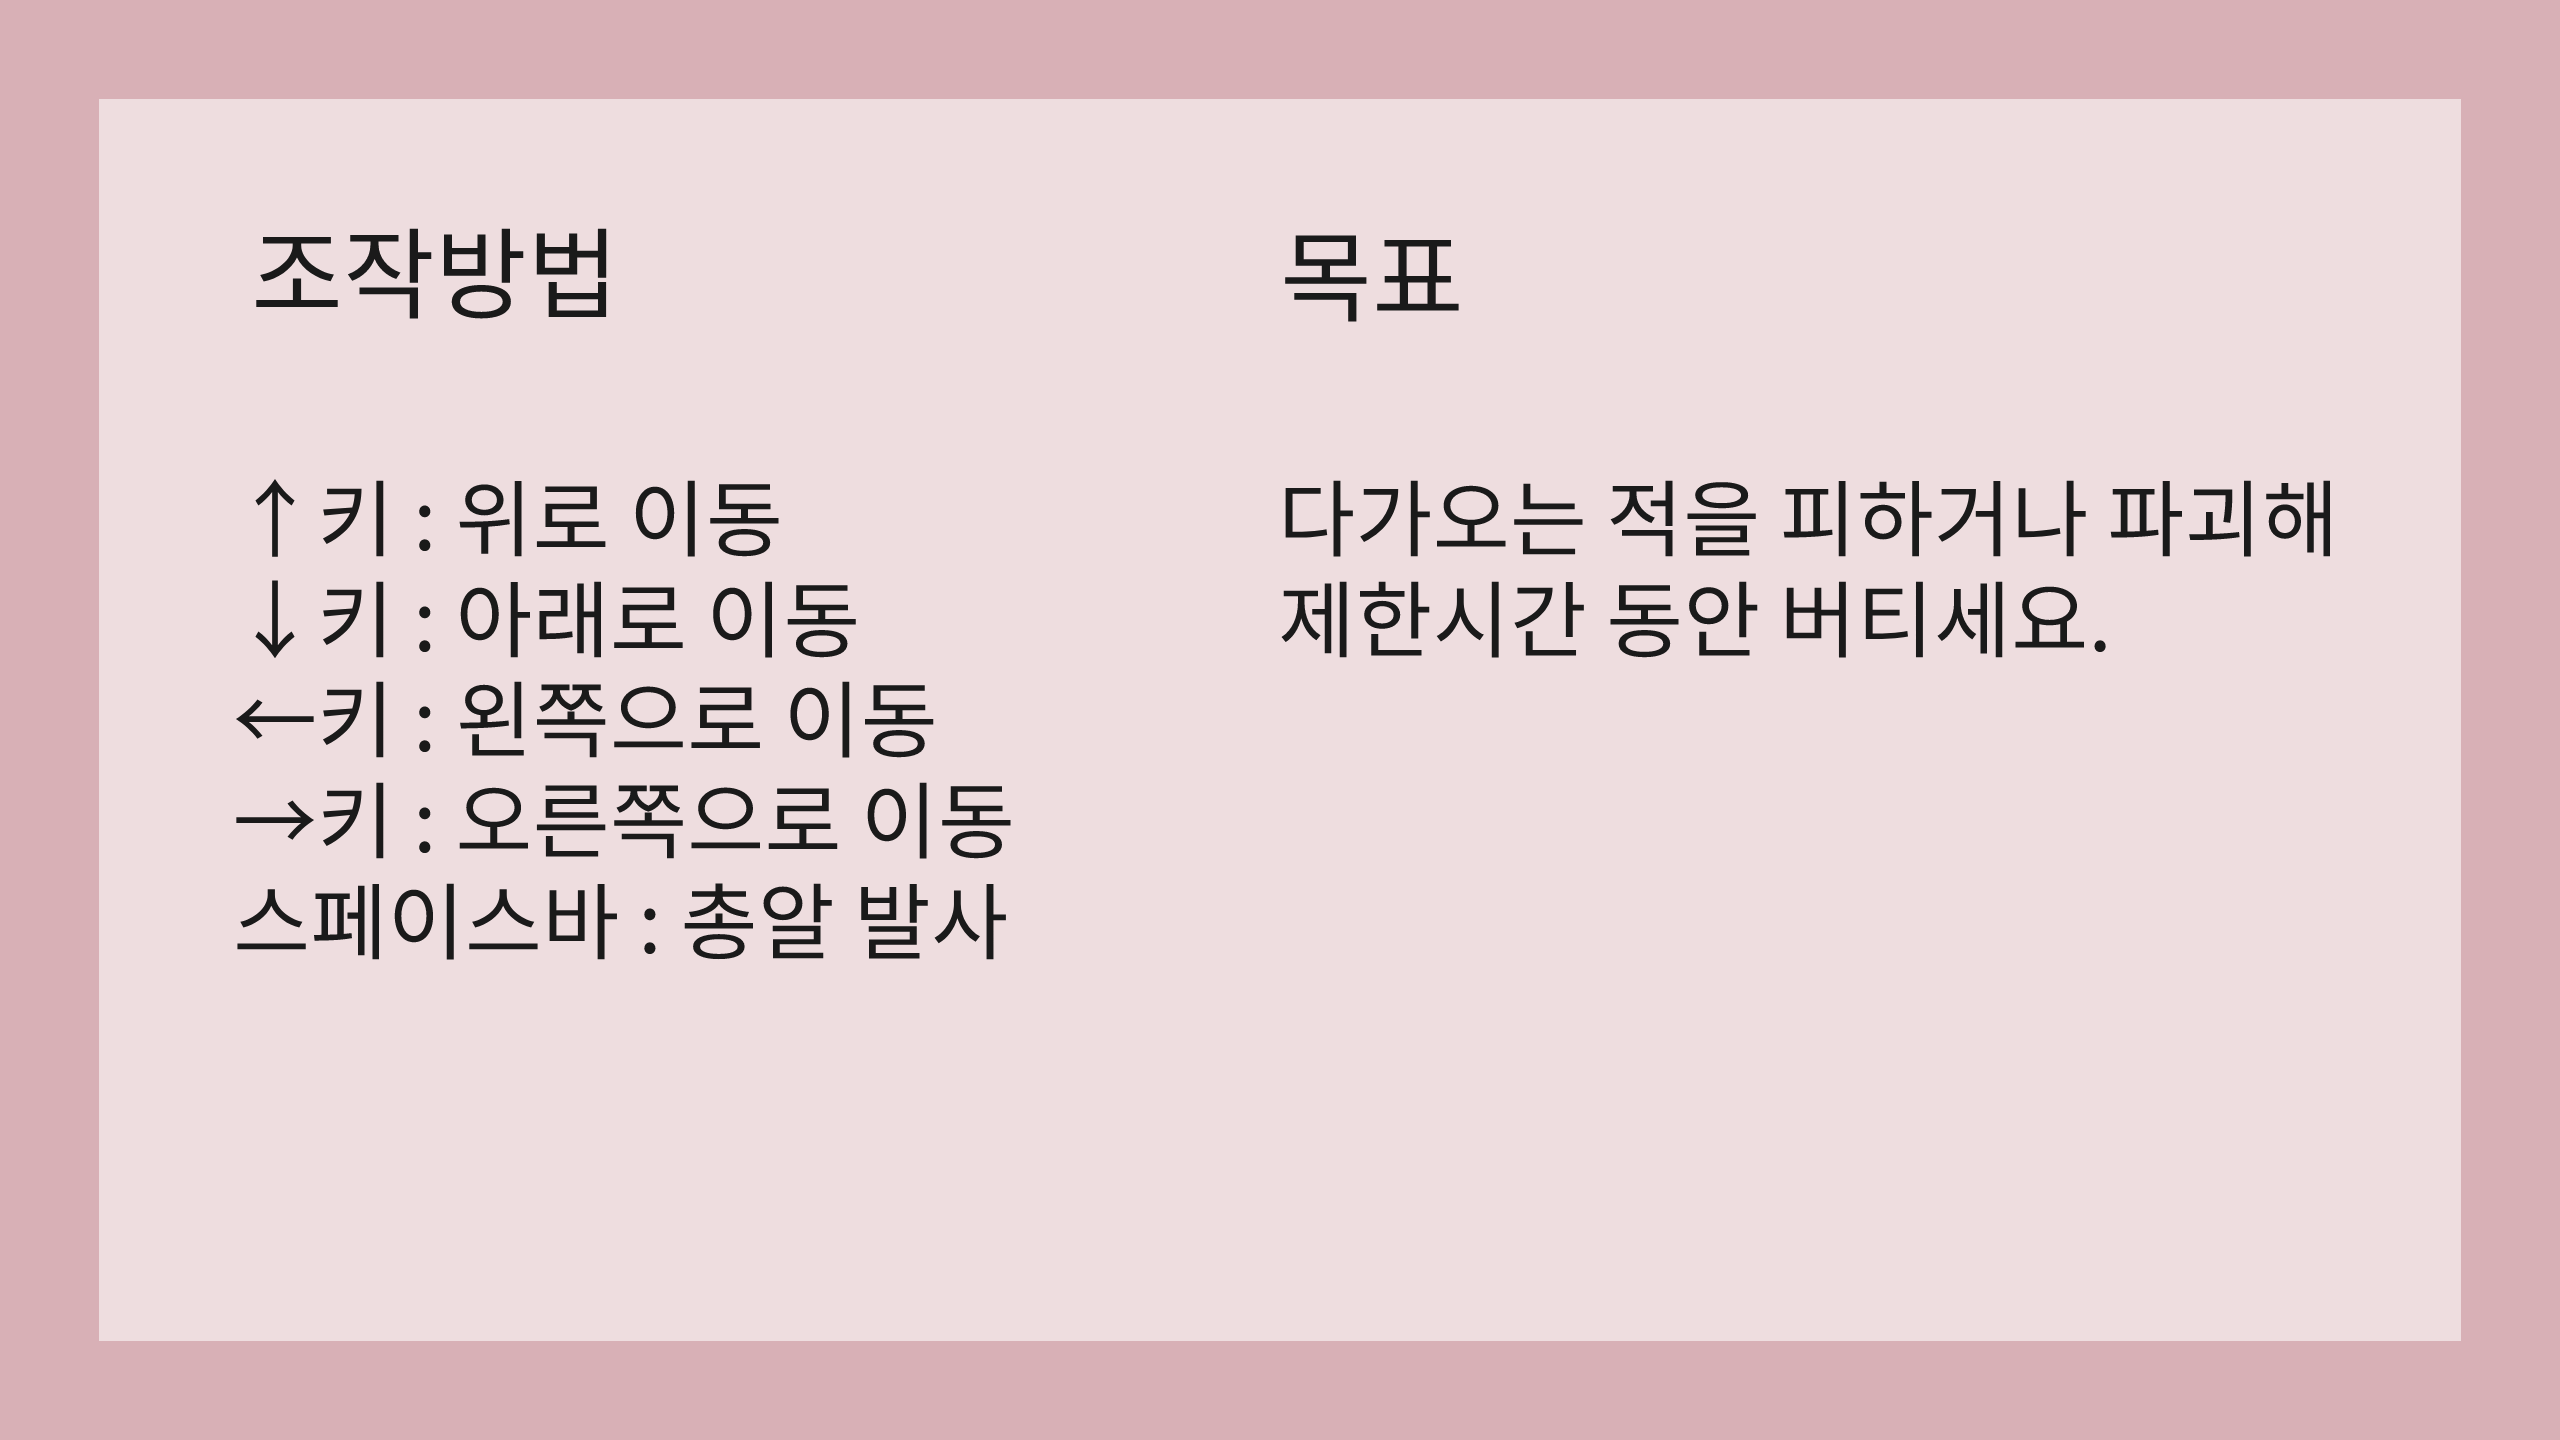 조작방법
↑키 : 위로 이동
↓키 : 아래로 이동
←키 : 왼쪽으로 이동
→키 : 오른쪽으로 이동
스페이스바 : 총알 발사
목표
다가오는 적을 피하거나 파괴해
제한시간 동안 버티세요.